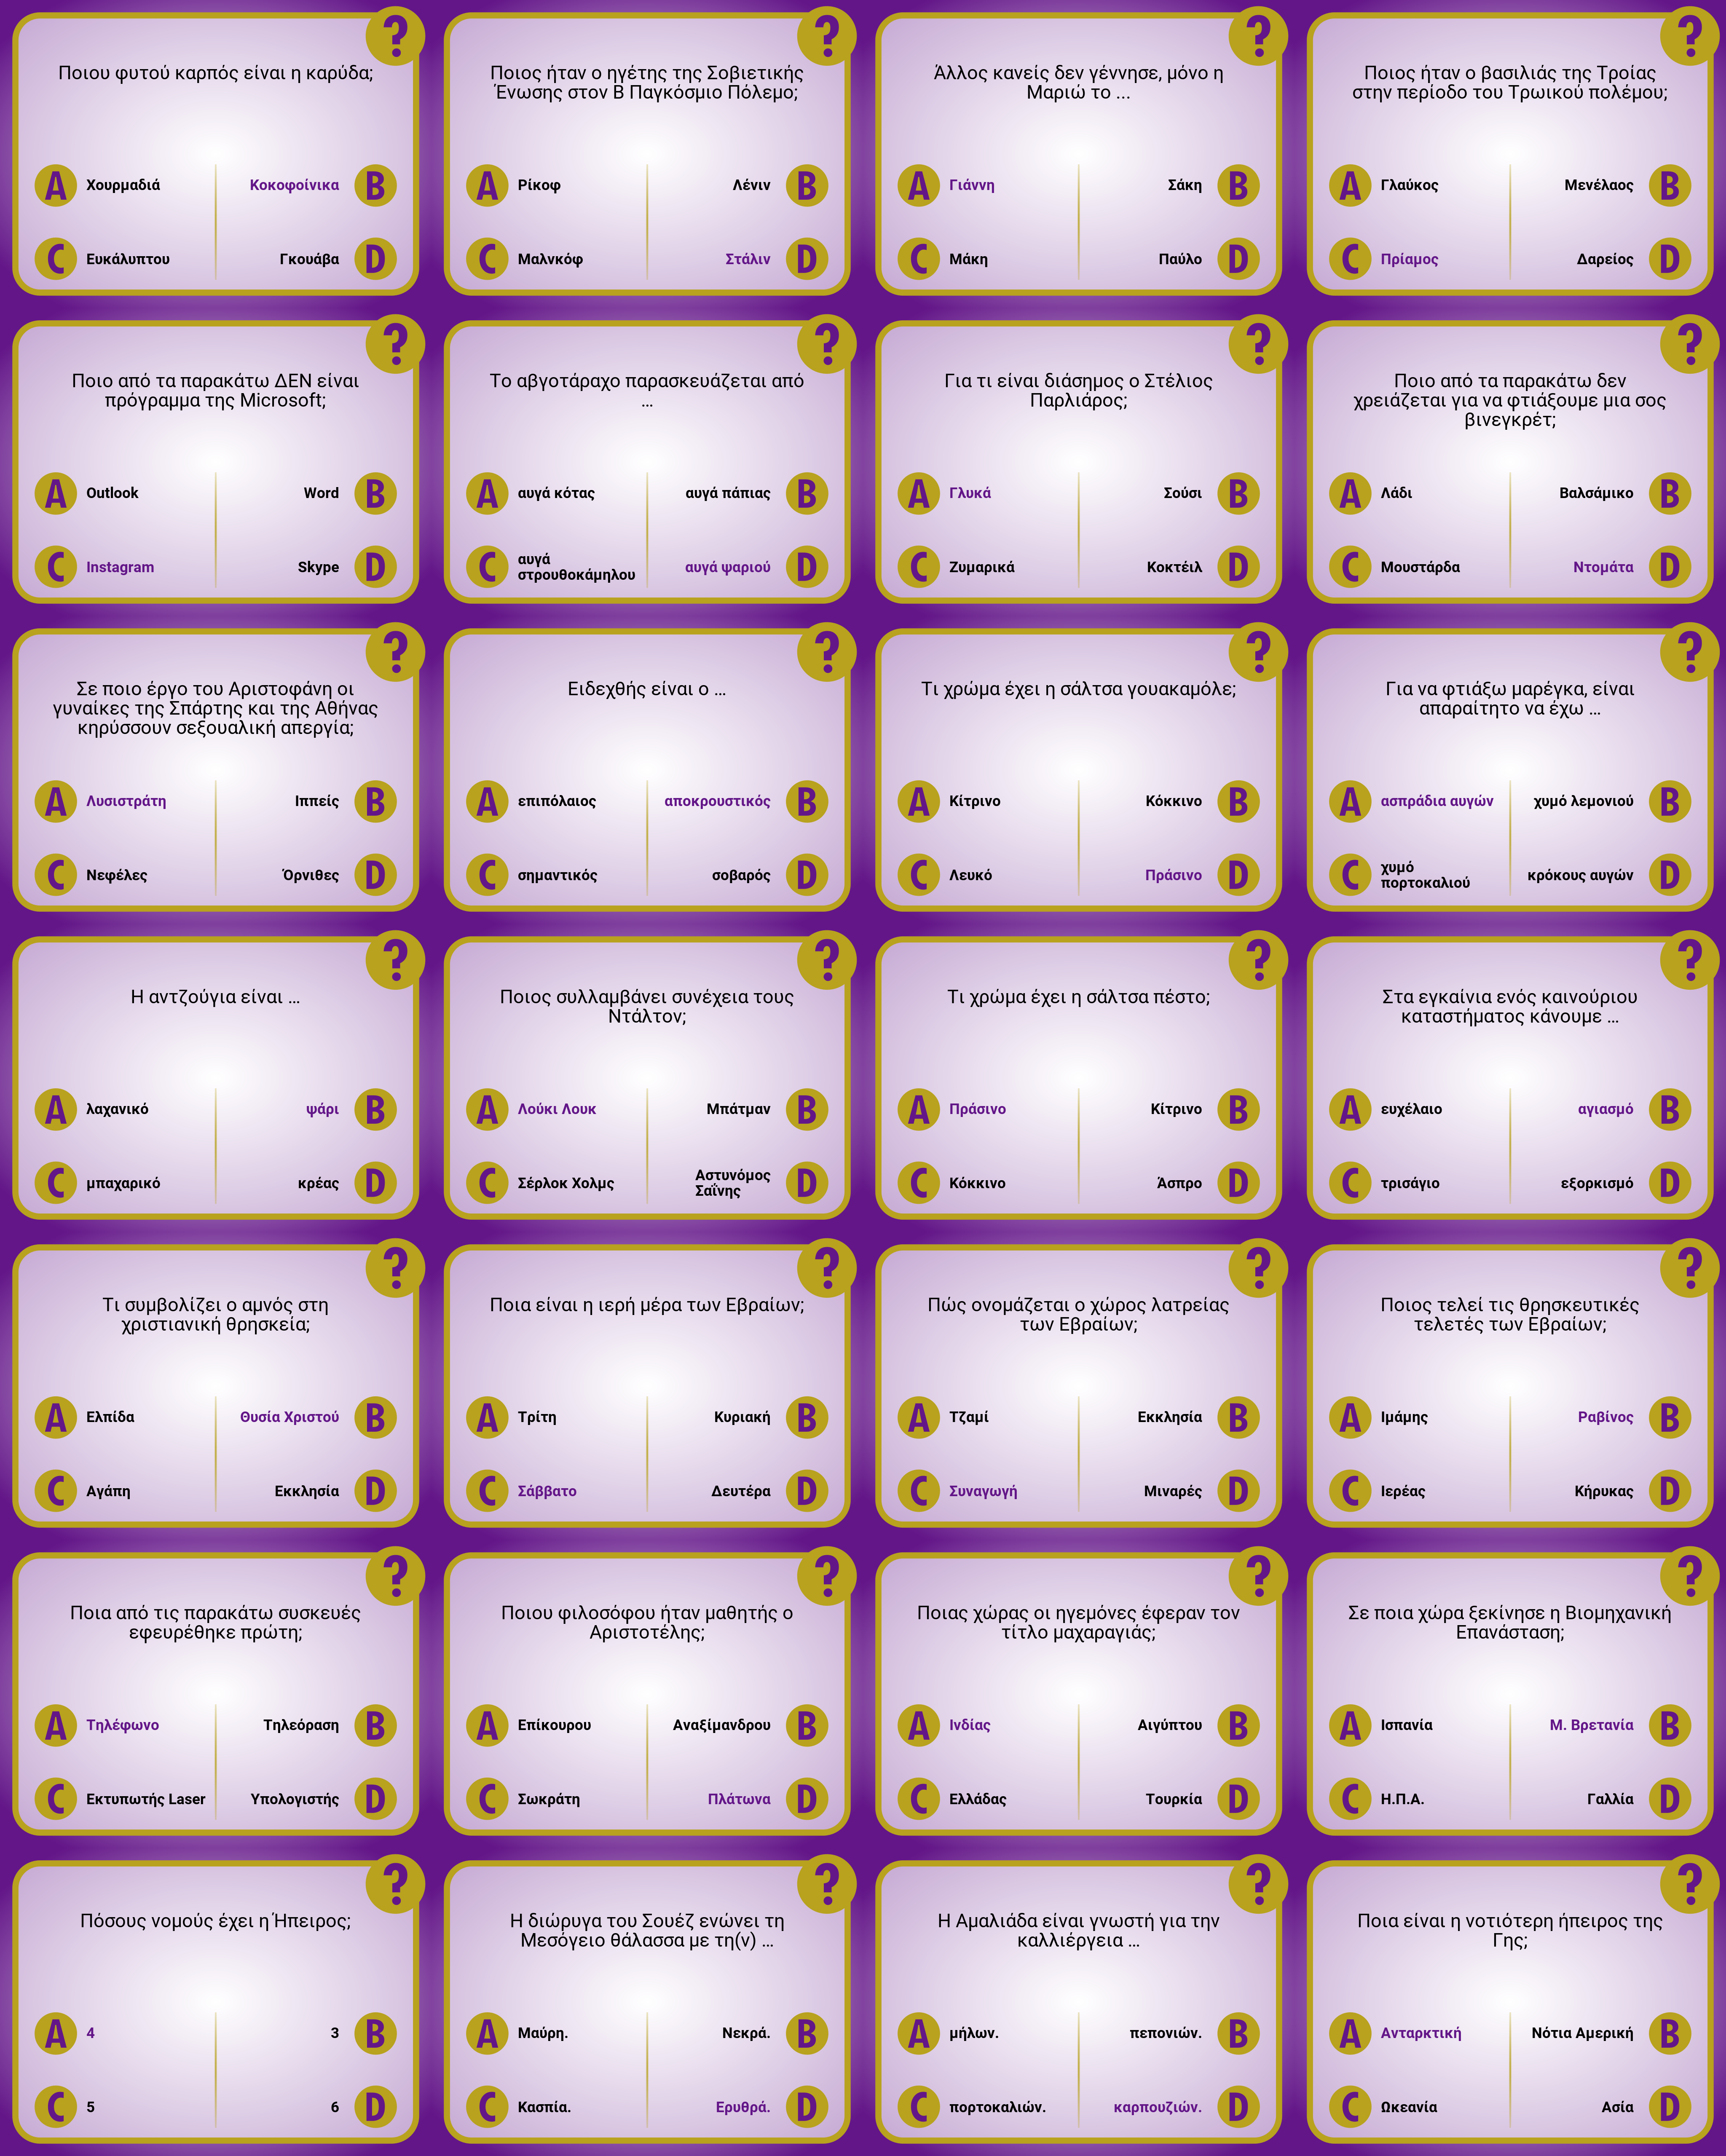 ?
Ποιου φυτού καρπός είναι η καρύδα;
A Χουρμαδιά
Κοκοφοίνικα B
C Ευκάλυπτου
Γκουάβα D
?
Ποιος ήταν ο ηγέτης της Σοβιετικής
Ένωσης στον Β Παγκόσμιο Πόλεμο;
A Ρίκοφ
Λένιν B
C Μαλνκόφ
Στάλιν D
?
Άλλος κανείς δεν γέννησε, μόνο η
Μαριώ το ...
A Γιάννη
Σάκη B
C Μάκη
Παύλο D
?
Ποιος ήταν ο βασιλιάς της Τροίας
στην περίοδο του Τρωικού πολέμου;
A Γλαύκος
Μενέλαος B
C Πρίαμος
Δαρείος D
?
Ποιο από τα παρακάτω ΔΕΝ είναι
πρόγραμμα της Microsoft;
A Outlook
Word B
C Instagram
Skype D
?
Το αβγοτάραχο παρασκευάζεται από
...
A αυγά κότας
αυγά πάπιας B
C αυγά
στρουθοκάμηλου
αυγά ψαριού D
?
Για τι είναι διάσημος ο Στέλιος
Παρλιάρος;
A Γλυκά
Σούσι B
C Ζυμαρικά
Κοκτέιλ D
?
Ποιο από τα παρακάτω δεν
χρειάζεται για να φτιάξουμε μια σος
βινεγκρέτ;
A Λάδι
Βαλσάμικο B
C Μουστάρδα
Ντομάτα D
?
Σε ποιο έργο του Αριστοφάνη οι
γυναίκες της Σπάρτης και της Αθήνας
κηρύσσουν σεξουαλική απεργία;
A Λυσιστράτη
Ιππείς B
C Νεφέλες
Όρνιθες D
?
Ειδεχθής είναι ο ...
A επιπόλαιος
αποκρουστικός B
C σημαντικός
σοβαρός D
?
Τι χρώμα έχει η σάλτσα γουακαμόλε;
A Κίτρινο
Κόκκινο B
C Λευκό
Πράσινο D
?
Για να φτιάξω μαρέγκα, είναι
απαραίτητο να έχω ...
A ασπράδια αυγών
χυμό λεμονιού B
C χυμό
πορτοκαλιού
κρόκους αυγών D
?
Η αντζούγια είναι ...
A λαχανικό
ψάρι B
C μπαχαρικό
κρέας D
?
Ποιος συλλαμβάνει συνέχεια τους
Ντάλτον;
A Λούκι Λουκ
Μπάτμαν B
C Σέρλοκ Χολμς
Αστυνόμος
Σαΐνης D
?
Τι χρώμα έχει η σάλτσα πέστο;
A Πράσινο
Κίτρινο B
C Κόκκινο
Άσπρο D
?
Στα εγκαίνια ενός καινούριου
καταστήματος κάνουμε ...
A ευχέλαιο
αγιασμό B
C τρισάγιο
εξορκισμό D
?
Τι συμβολίζει ο αμνός στη
χριστιανική θρησκεία;
A Ελπίδα
Θυσία Χριστού B
C Αγάπη
Εκκλησία D
?
Ποια είναι η ιερή μέρα των Εβραίων;
A Τρίτη
Κυριακή B
C Σάββατο
Δευτέρα D
?
Πώς ονομάζεται ο χώρος λατρείας
των Εβραίων;
A Τζαμί
Εκκλησία B
C Συναγωγή
Μιναρές D
?
Ποιος τελεί τις θρησκευτικές
τελετές των Εβραίων;
A Ιμάμης
Ραβίνος B
C Ιερέας
Κήρυκας D
?
Ποια από τις παρακάτω συσκευές
εφευρέθηκε πρώτη;
A Τηλέφωνο
Τηλεόραση B
C Εκτυπωτής Laser
Υπολογιστής D
?
Ποιου φιλοσόφου ήταν μαθητής ο
Αριστοτέλης;
A Επίκουρου
Αναξίμανδρου B
C Σωκράτη
Πλάτωνα D
?
Ποιας χώρας οι ηγεμόνες έφεραν τον
τίτλο μαχαραγιάς;
A Ινδίας
Αιγύπτου B
C Ελλάδας
Τουρκία D
?
Σε ποια χώρα ξεκίνησε η Βιομηχανική
Επανάσταση;
A Ισπανία
Μ. Βρετανία B
C Η.Π.Α.
Γαλλία D
?
Πόσους νομούς έχει η Ήπειρος;
A 4
3 B
C 5
6 D
?
Η διώρυγα του Σουέζ ενώνει τη
Μεσόγειο θάλασσα με τη(ν) ...
A Μαύρη.
Νεκρά. B
C Κασπία.
Ερυθρά. D
?
Η Αμαλιάδα είναι γνωστή για την
καλλιέργεια ...
A μήλων.
πεπονιών. B
C πορτοκαλιών.
καρπουζιών. D
?
Ποια είναι η νοτιότερη ήπειρος της
Γης;
A Ανταρκτική
Νότια Αμερική B
C Ωκεανία
Ασία D